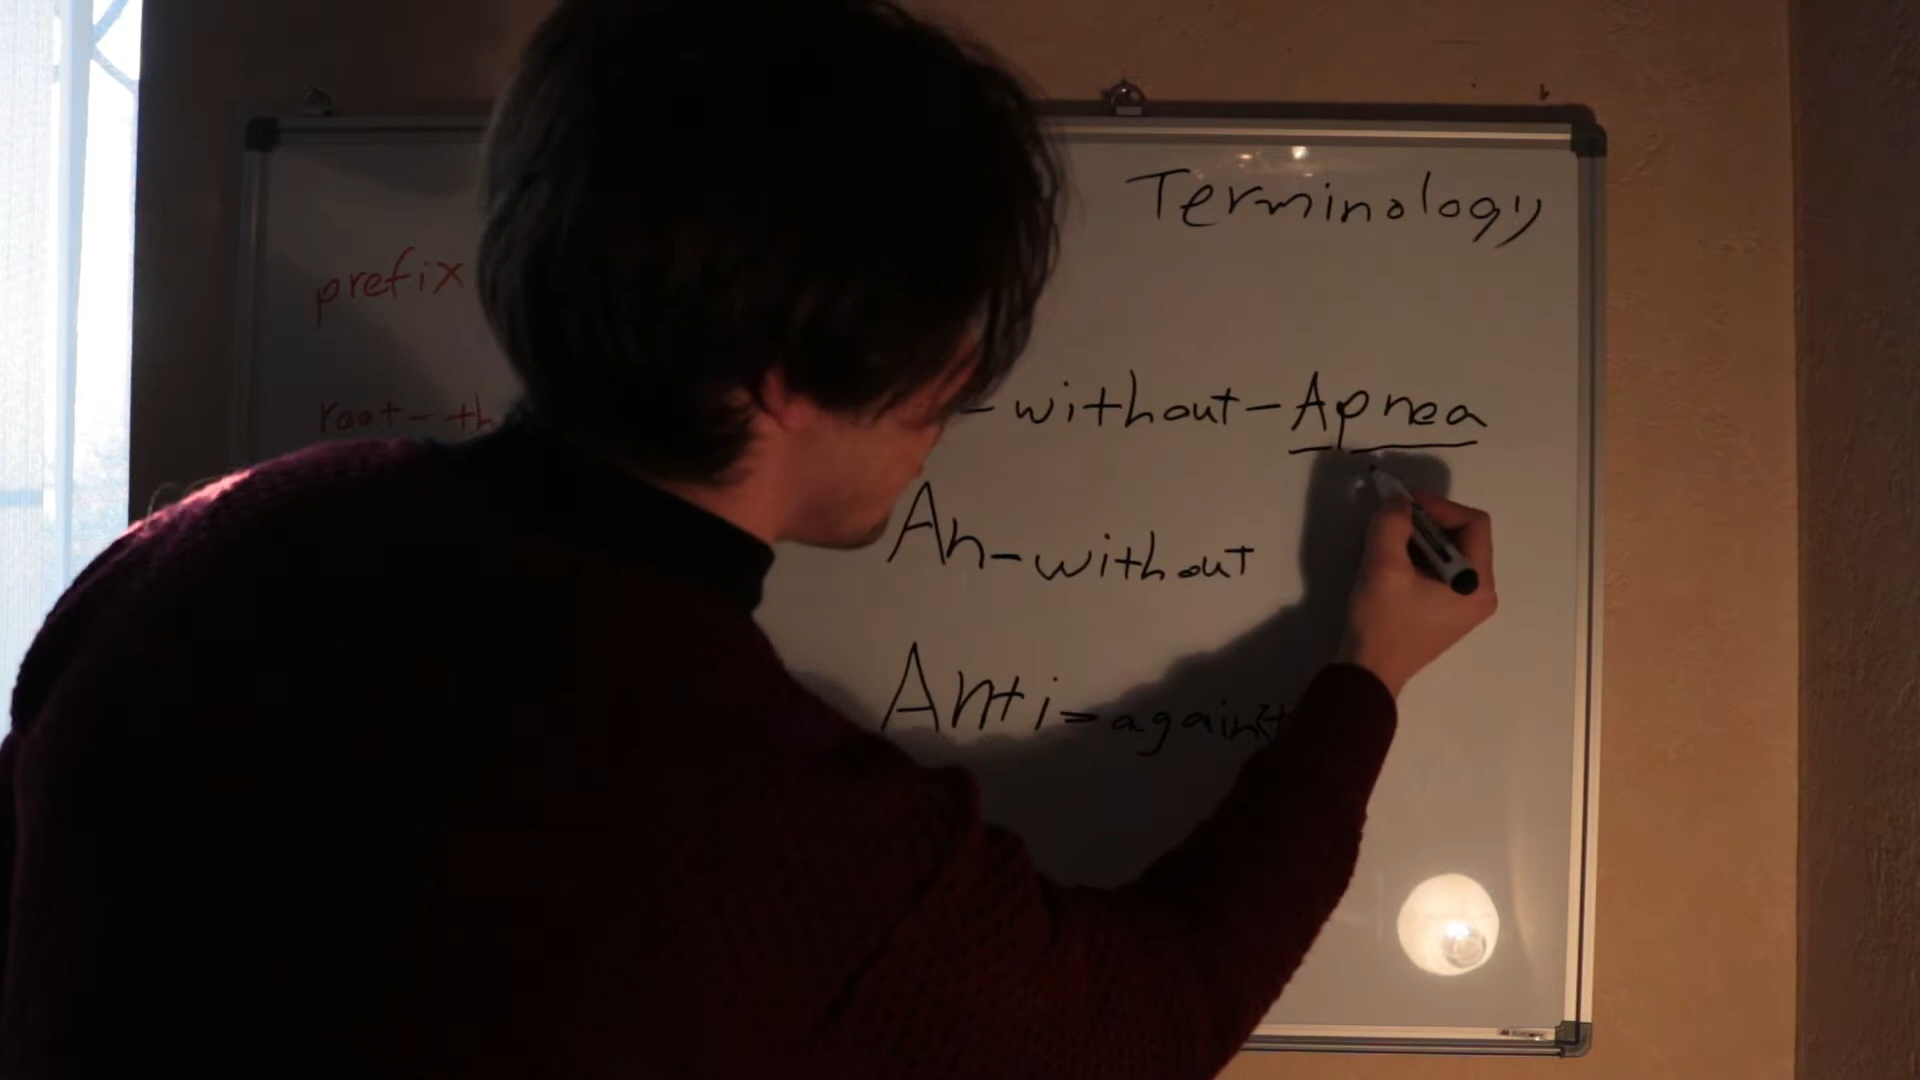 Terminology
prefix
root - th
- without - Apnea
An - without
Anti = against